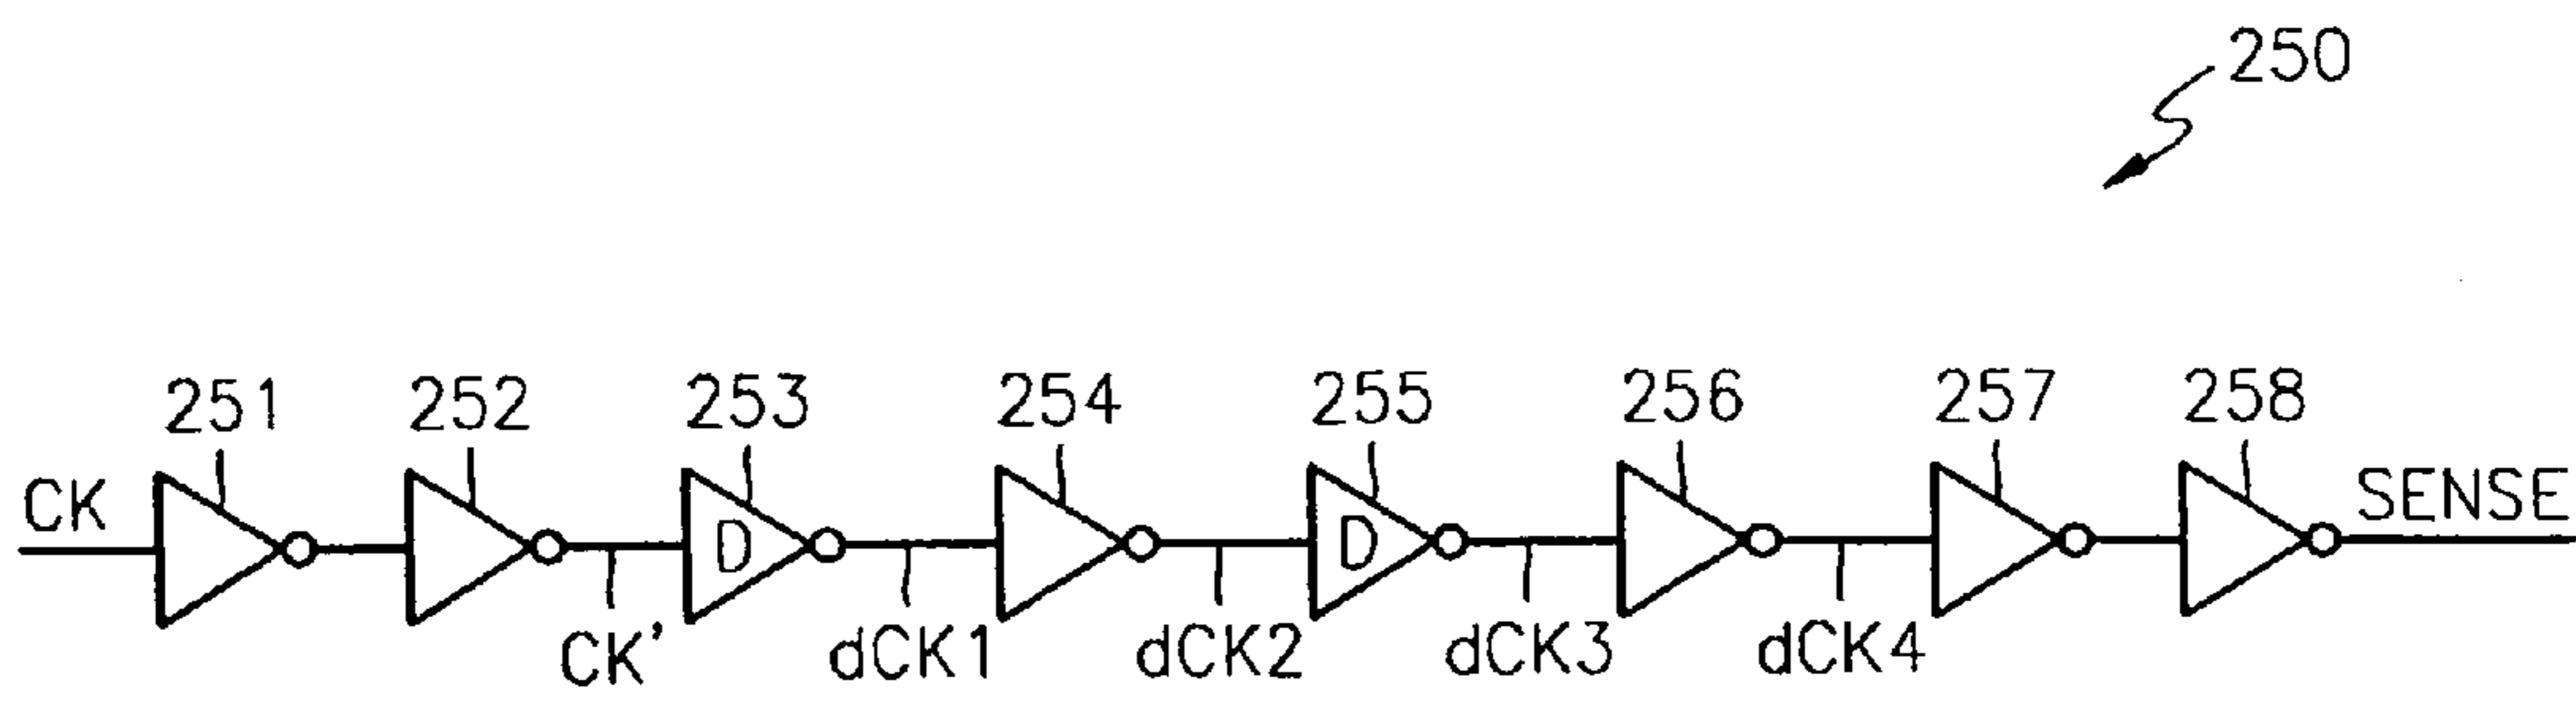 250
251 252 253 254 255 256 257 258
CK D D SENSE
CK' dCK1 dCK2 dCK3 dCK4